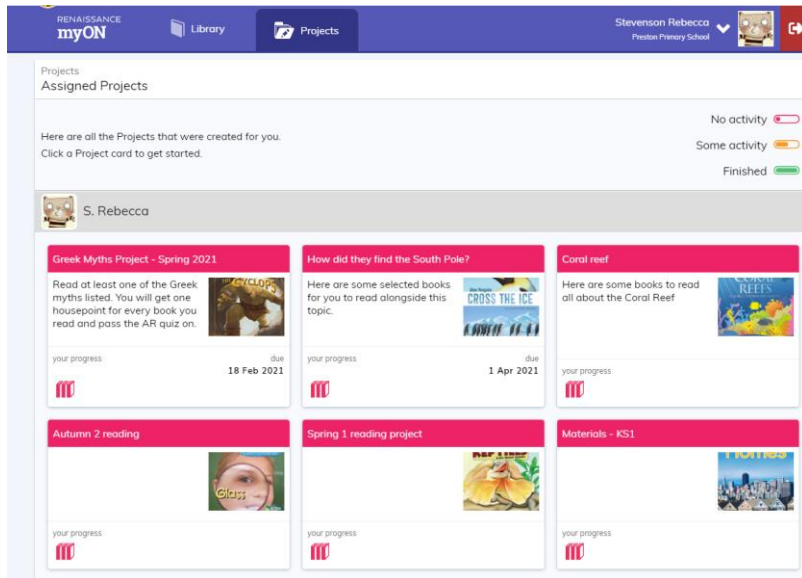 RENAISSANCE
myON
Library
Projects
Stevenson Rebecca
Preston Primary School
Projects
Assigned Projects
Here are all the Projects that were created for you.
Click a Project card to get started.
No activity
Some activity
Finished
S. Rebecca
Greek Myths Project - Spring 2021
Read at least one of the Greek
myths listed. You will get one
housepoint for every book you
read and pass the AR quiz on.
CYCLOPS
your progress
due
18 Feb 2021
How did they find the South Pole?
Here are some selected books
for you to read alongside this
topic.
CROSS THE ICE
your progress
due
1 Apr 2021
Coral reef
Here are some books to read
all about the Coral Reef
CORAL
REEFS
your progress
Autumn 2 reading
Glass
your progress
Spring 1 reading project
REPTILES
your progress
Materials - KS1
Homes
your progress